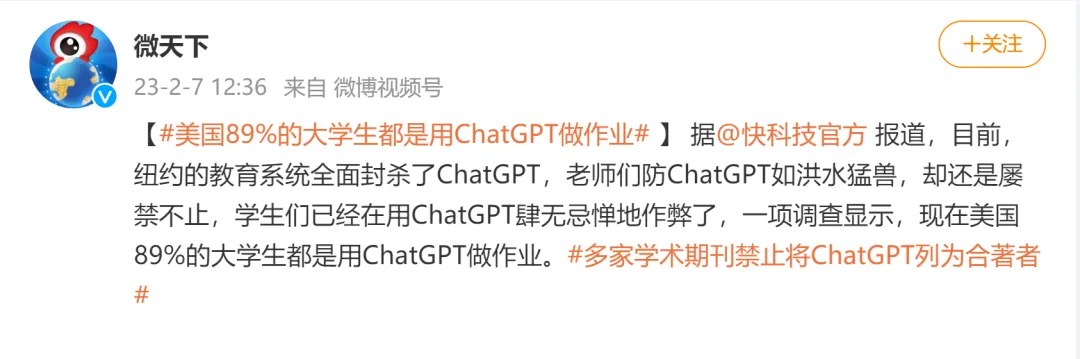 微天下
+关注
23-2-7 12:36 来自 微博视频号
【#美国89%的大学生都是用ChatGPT做作业# 】 据@快科技官方 报道，目前，
纽约的教育系统全面封杀了ChatGPT，老师们防ChatGPT如洪水猛兽，却还是屡
禁不止，学生们已经在用ChatGPT肆无忌惮地作弊了，一项调查显示，现在美国
89%的大学生都是用ChatGPT做作业。#多家学术期刊禁止将ChatGPT列为合著者
#